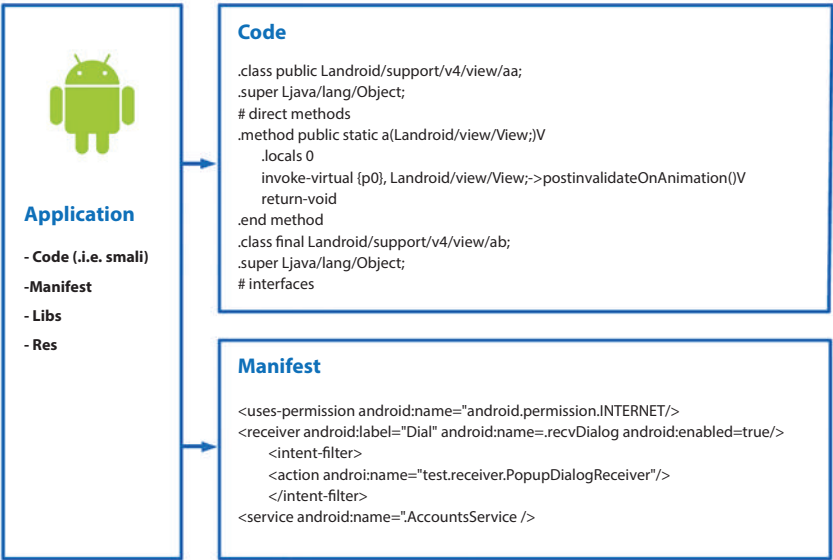 Application
- Code (.i.e. smali)
-Manifest
- Libs
- Res
Code
.class public Landroid/support/v4/view/aa;
.super Ljava/lang/Object;
# direct methods
.method public static a(Landroid/view/View;)V
.locals 0
invoke-virtual {p0}, Landroid/view/View;->postinvalidateOnAnimation()V
return-void
.end method
.class final Landroid/support/v4/view/ab;
.super Ljava/lang/Object;
# interfaces
Manifest
<uses-permission android:name="android.permission.INTERNET/>
<receiver android:label="Dial" android:name=.recvDialog android:enabled=true/>
<intent-filter>
<action androi:name="test.receiver.PopupDialogReceiver"/>
</intent-filter>
<service android:name=".AccountsService />